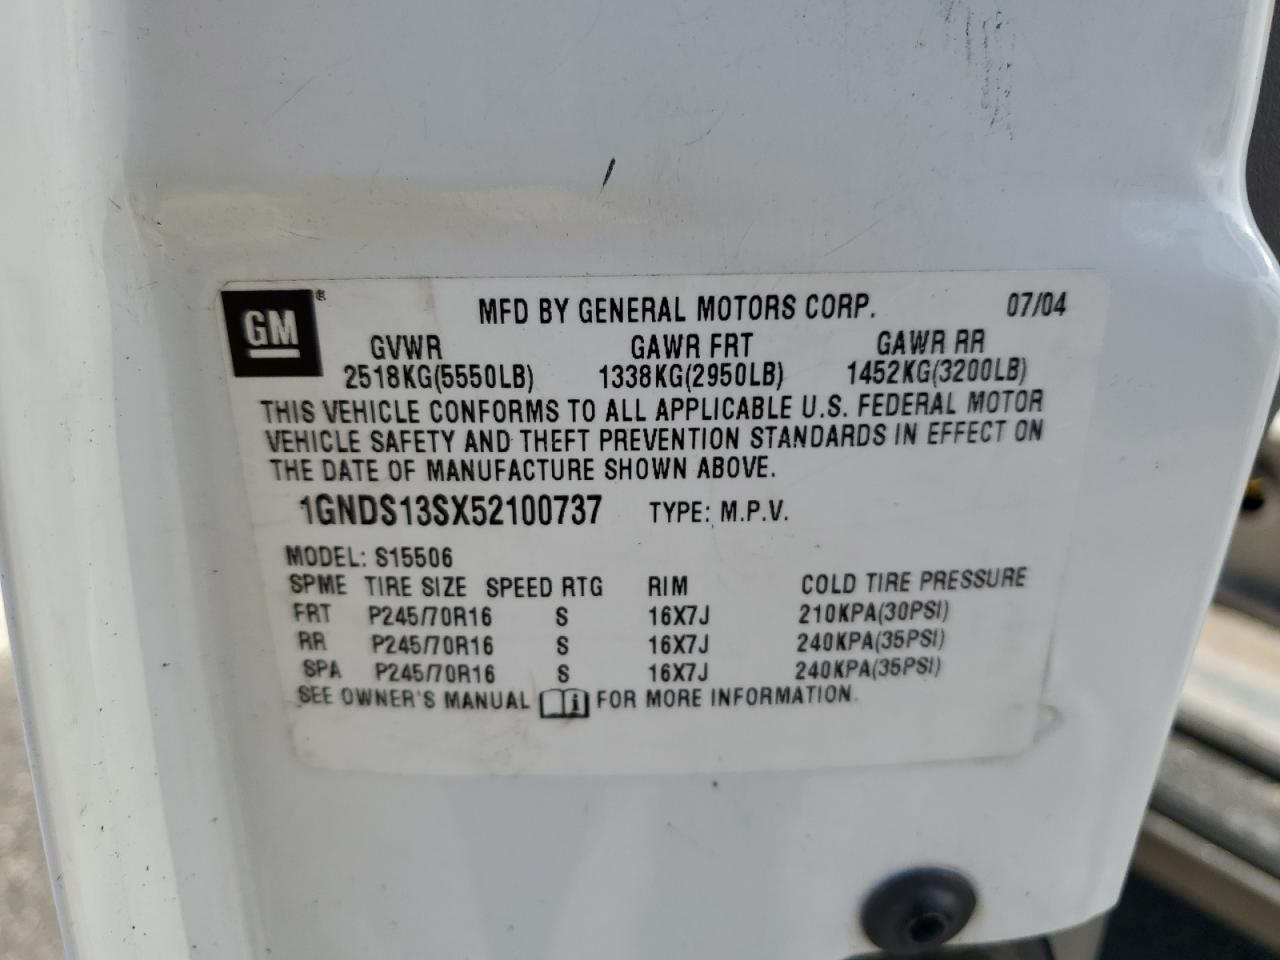 GM ® MFD BY GENERAL MOTORS CORP. 07/04
GVWR GAWR FRT GAWR RR
2518KG(5550LB) 1338KG(2950LB) 1452KG(3200LB)
THIS VEHICLE CONFORMS TO ALL APPLICABLE U.S. FEDERAL MOTOR
VEHICLE SAFETY AND THEFT PREVENTION STANDARDS IN EFFECT ON
THE DATE OF MANUFACTURE SHOWN ABOVE.
1GNDS13SX52100737 TYPE: M.P.V.
MODEL: S15506
SPME TIRE SIZE SPEED RTG RIM COLD TIRE PRESSURE
FRT P245/70R16 S 16X7J 210KPA(30PSI)
RR P245/70R16 S 16X7J 240KPA(35PSI)
SPA P245/70R16 S 16X7J 240KPA(35PSI)
SEE OWNER'S MANUAL i FOR MORE INFORMATION.